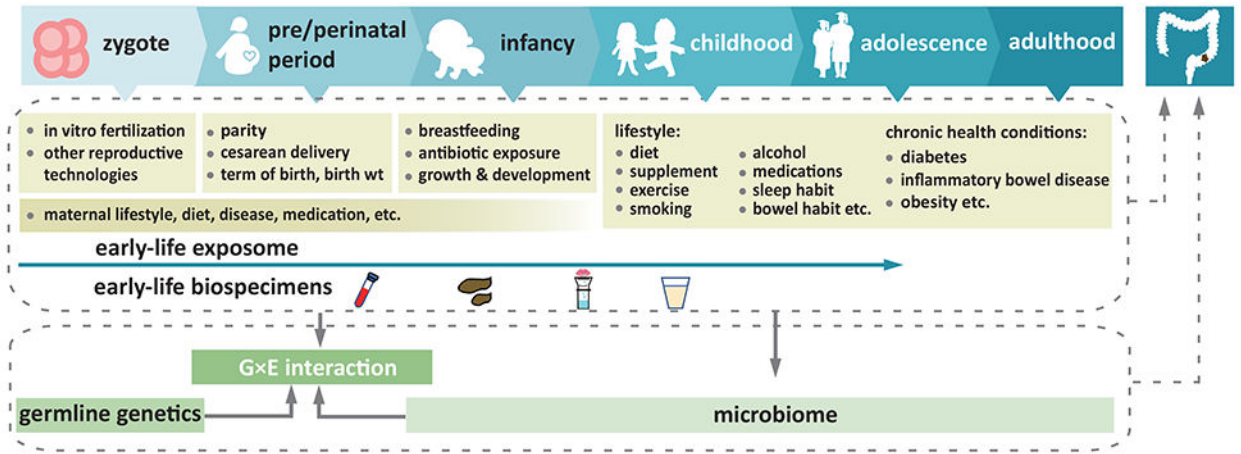 zygote
pre/perinatal
period
infancy
childhood
adolescence
adulthood
• in vitro fertilization
• other reproductive
technologies
• parity
• cesarean delivery
• term of birth, birth wt
• breastfeeding
• antibiotic exposure
• growth & development
lifestyle:
• diet
• supplement
• exercise
• smoking
• alcohol
• medications
• sleep habit
• bowel habit etc.
chronic health conditions:
• diabetes
• inflammatory bowel disease
• obesity etc.
• maternal lifestyle, diet, disease, medication, etc.
early-life exposome
early-life biospecimens
G×E interaction
germline genetics
microbiome